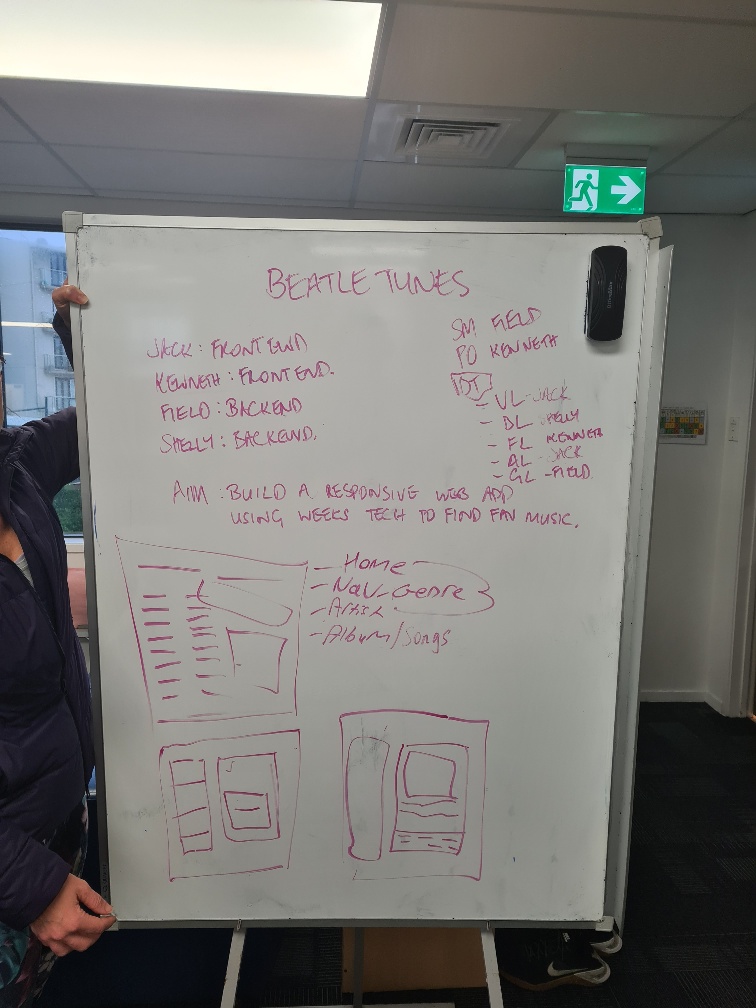 BEATLE TUNES
JACK: FRONTEND
KENNETH: FRONTEND.
FIELD: BACKEND
SHELLY: BACKEND.
SM FIELD
PO KENNETH
- VL - JACK
- BL - SHELLY
- FL KENNETH
- QL - JACK
- GL - FIELD
AIM: BUILD A RESPONSIVE WEB APP
USING WEEKS TECH TO FIND FAV MUSIC.
- Home
- Nav - Genre
- Artist
- Album/Songs